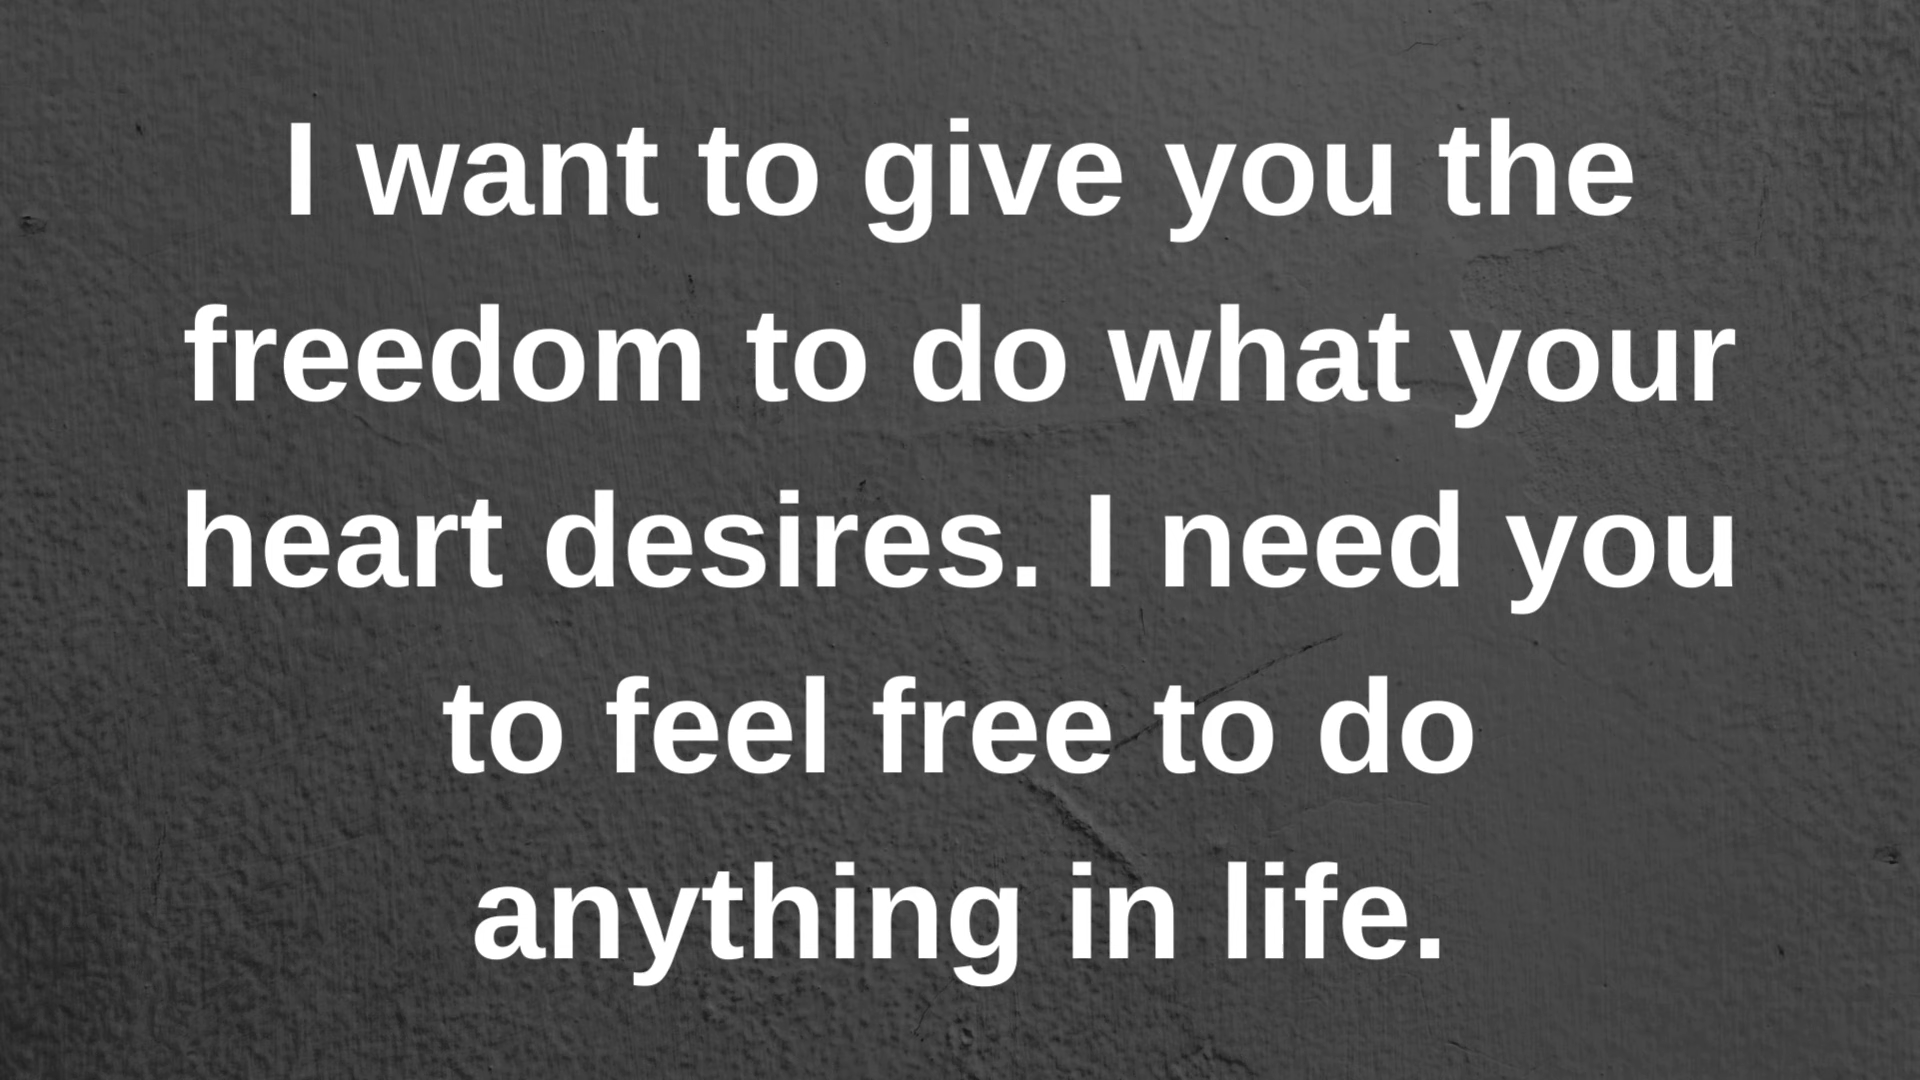 I want to give you the
freedom to do what your
heart desires. I need you
to feel free to do
anything in life.